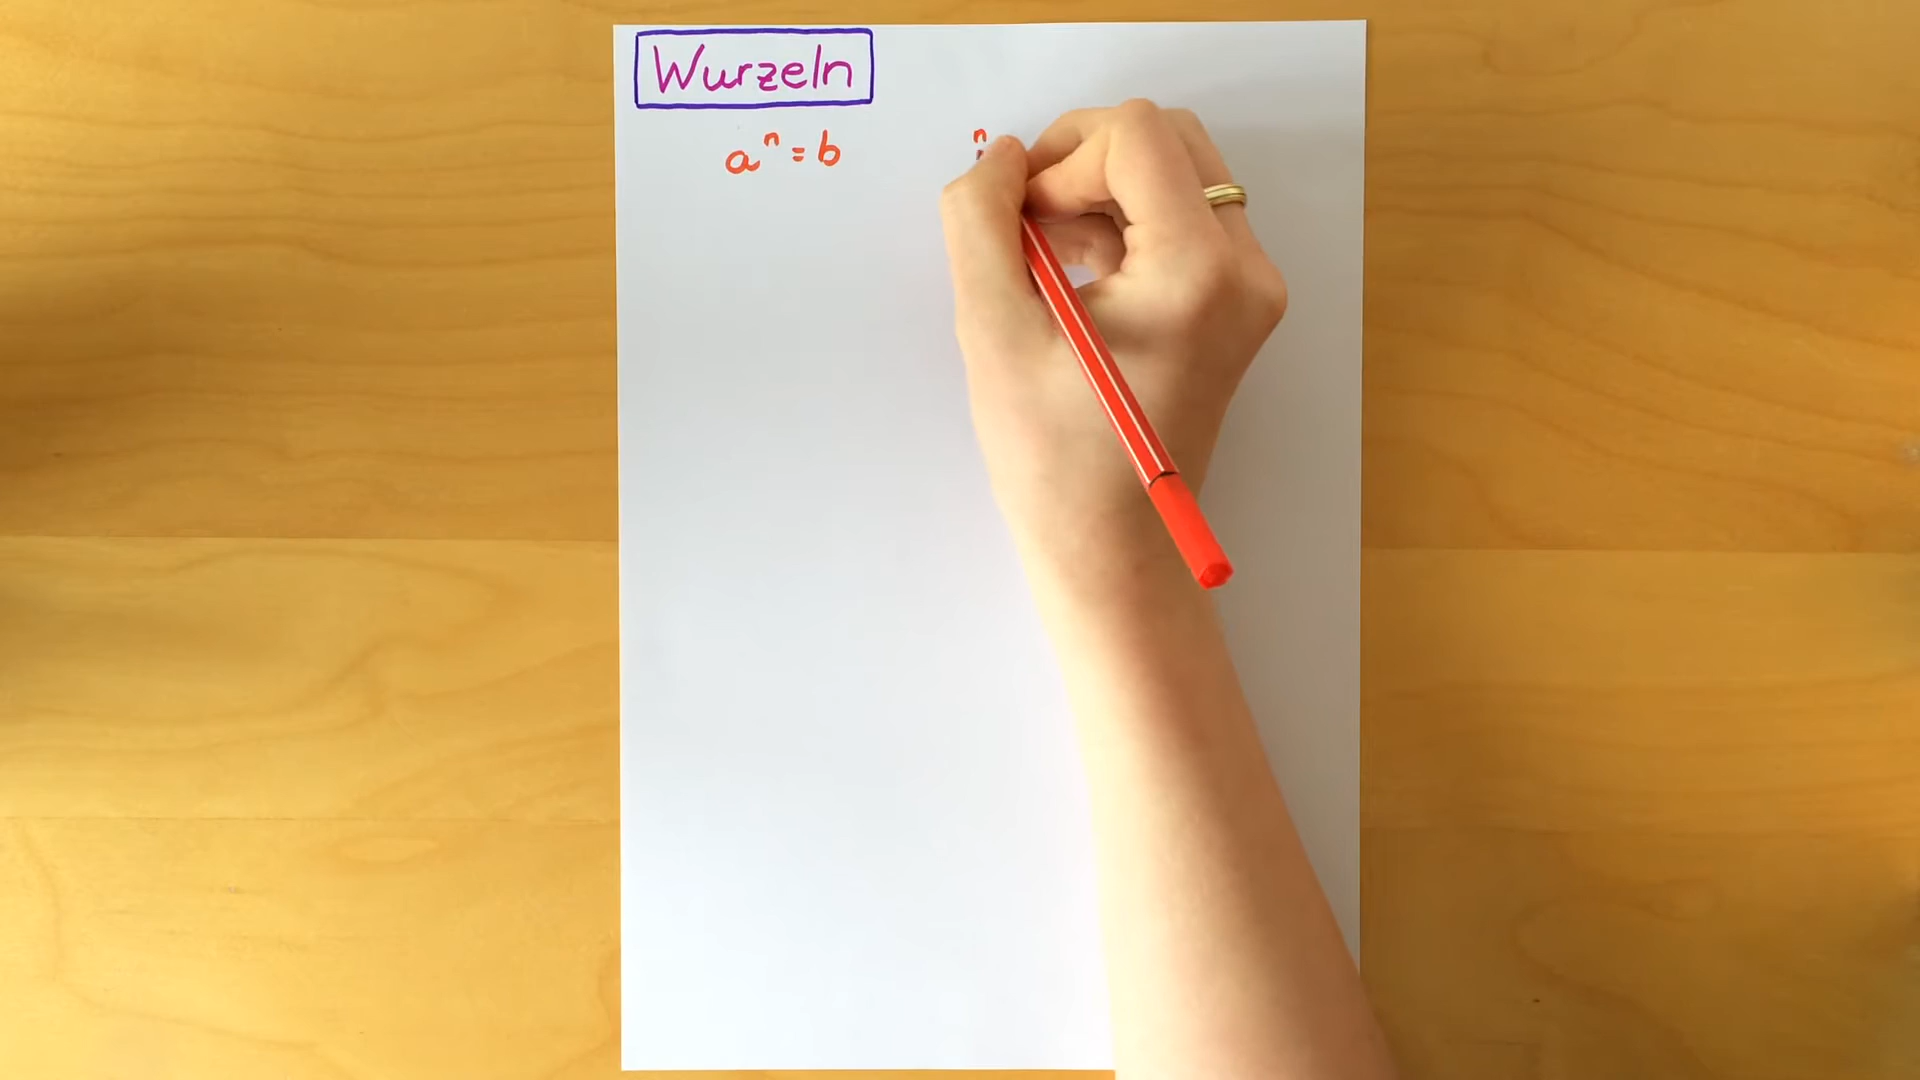 Wurzeln
aⁿ = b ⁿ